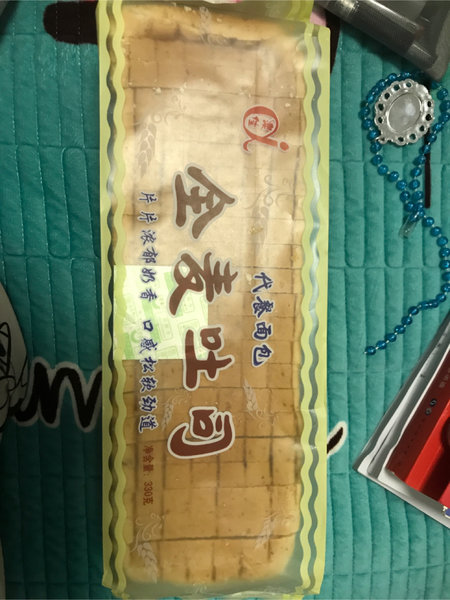 代餐面包
全麦吐司
片片浓郁奶香 口感松软劲道
净含量：330克